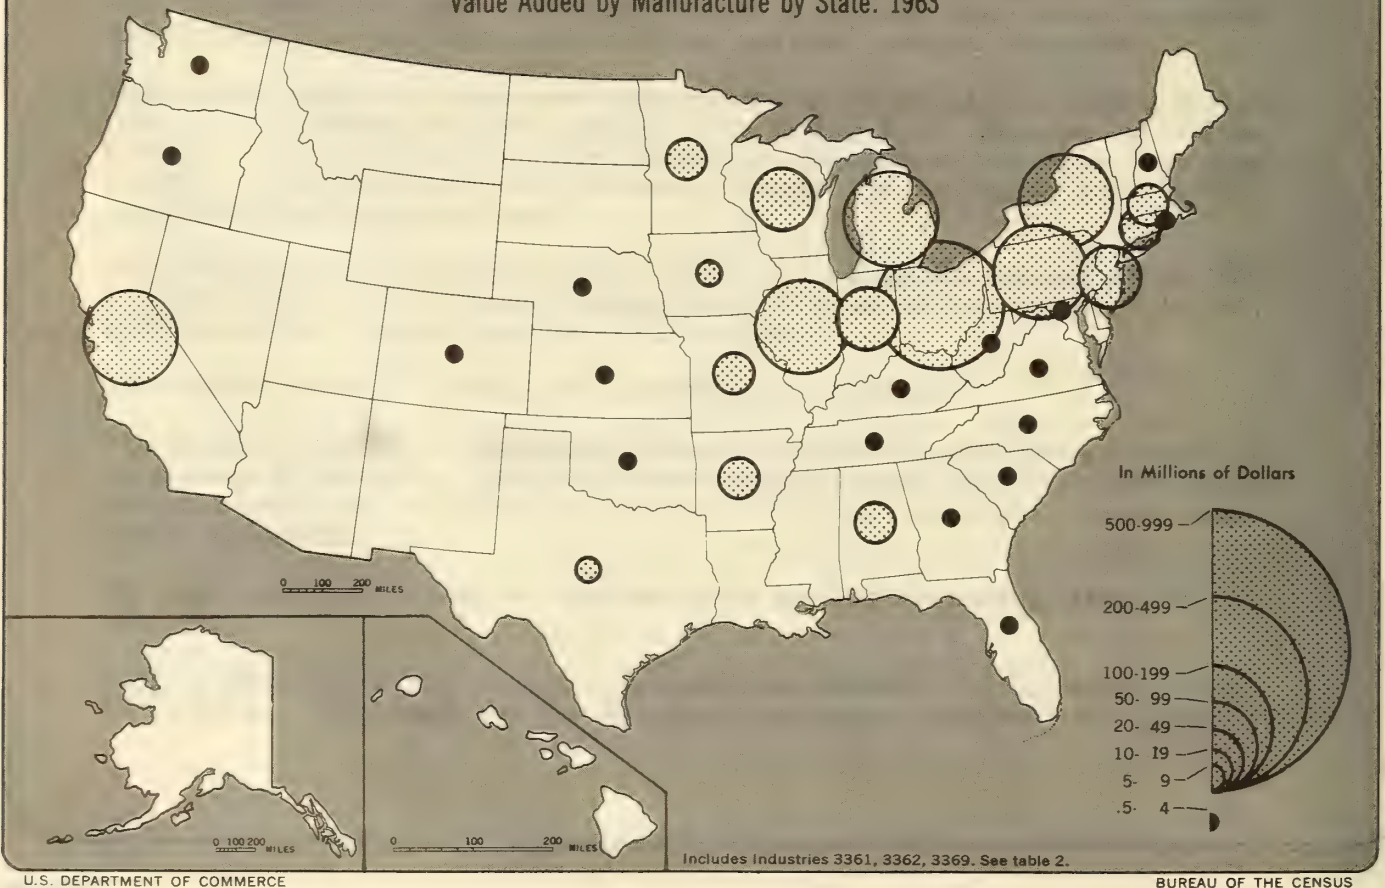 Value Added by Manufacture by State: 1963
In Millions of Dollars
500-999
200-499
100-199
50- 99
20- 49
10- 19
5- 9
.5- 4
0 100 200 MILES
0 100 200 MILES
0 100 200 MILES
Includes Industries 3361, 3362, 3369. See table 2.
U.S. DEPARTMENT OF COMMERCE
BUREAU OF THE CENSUS